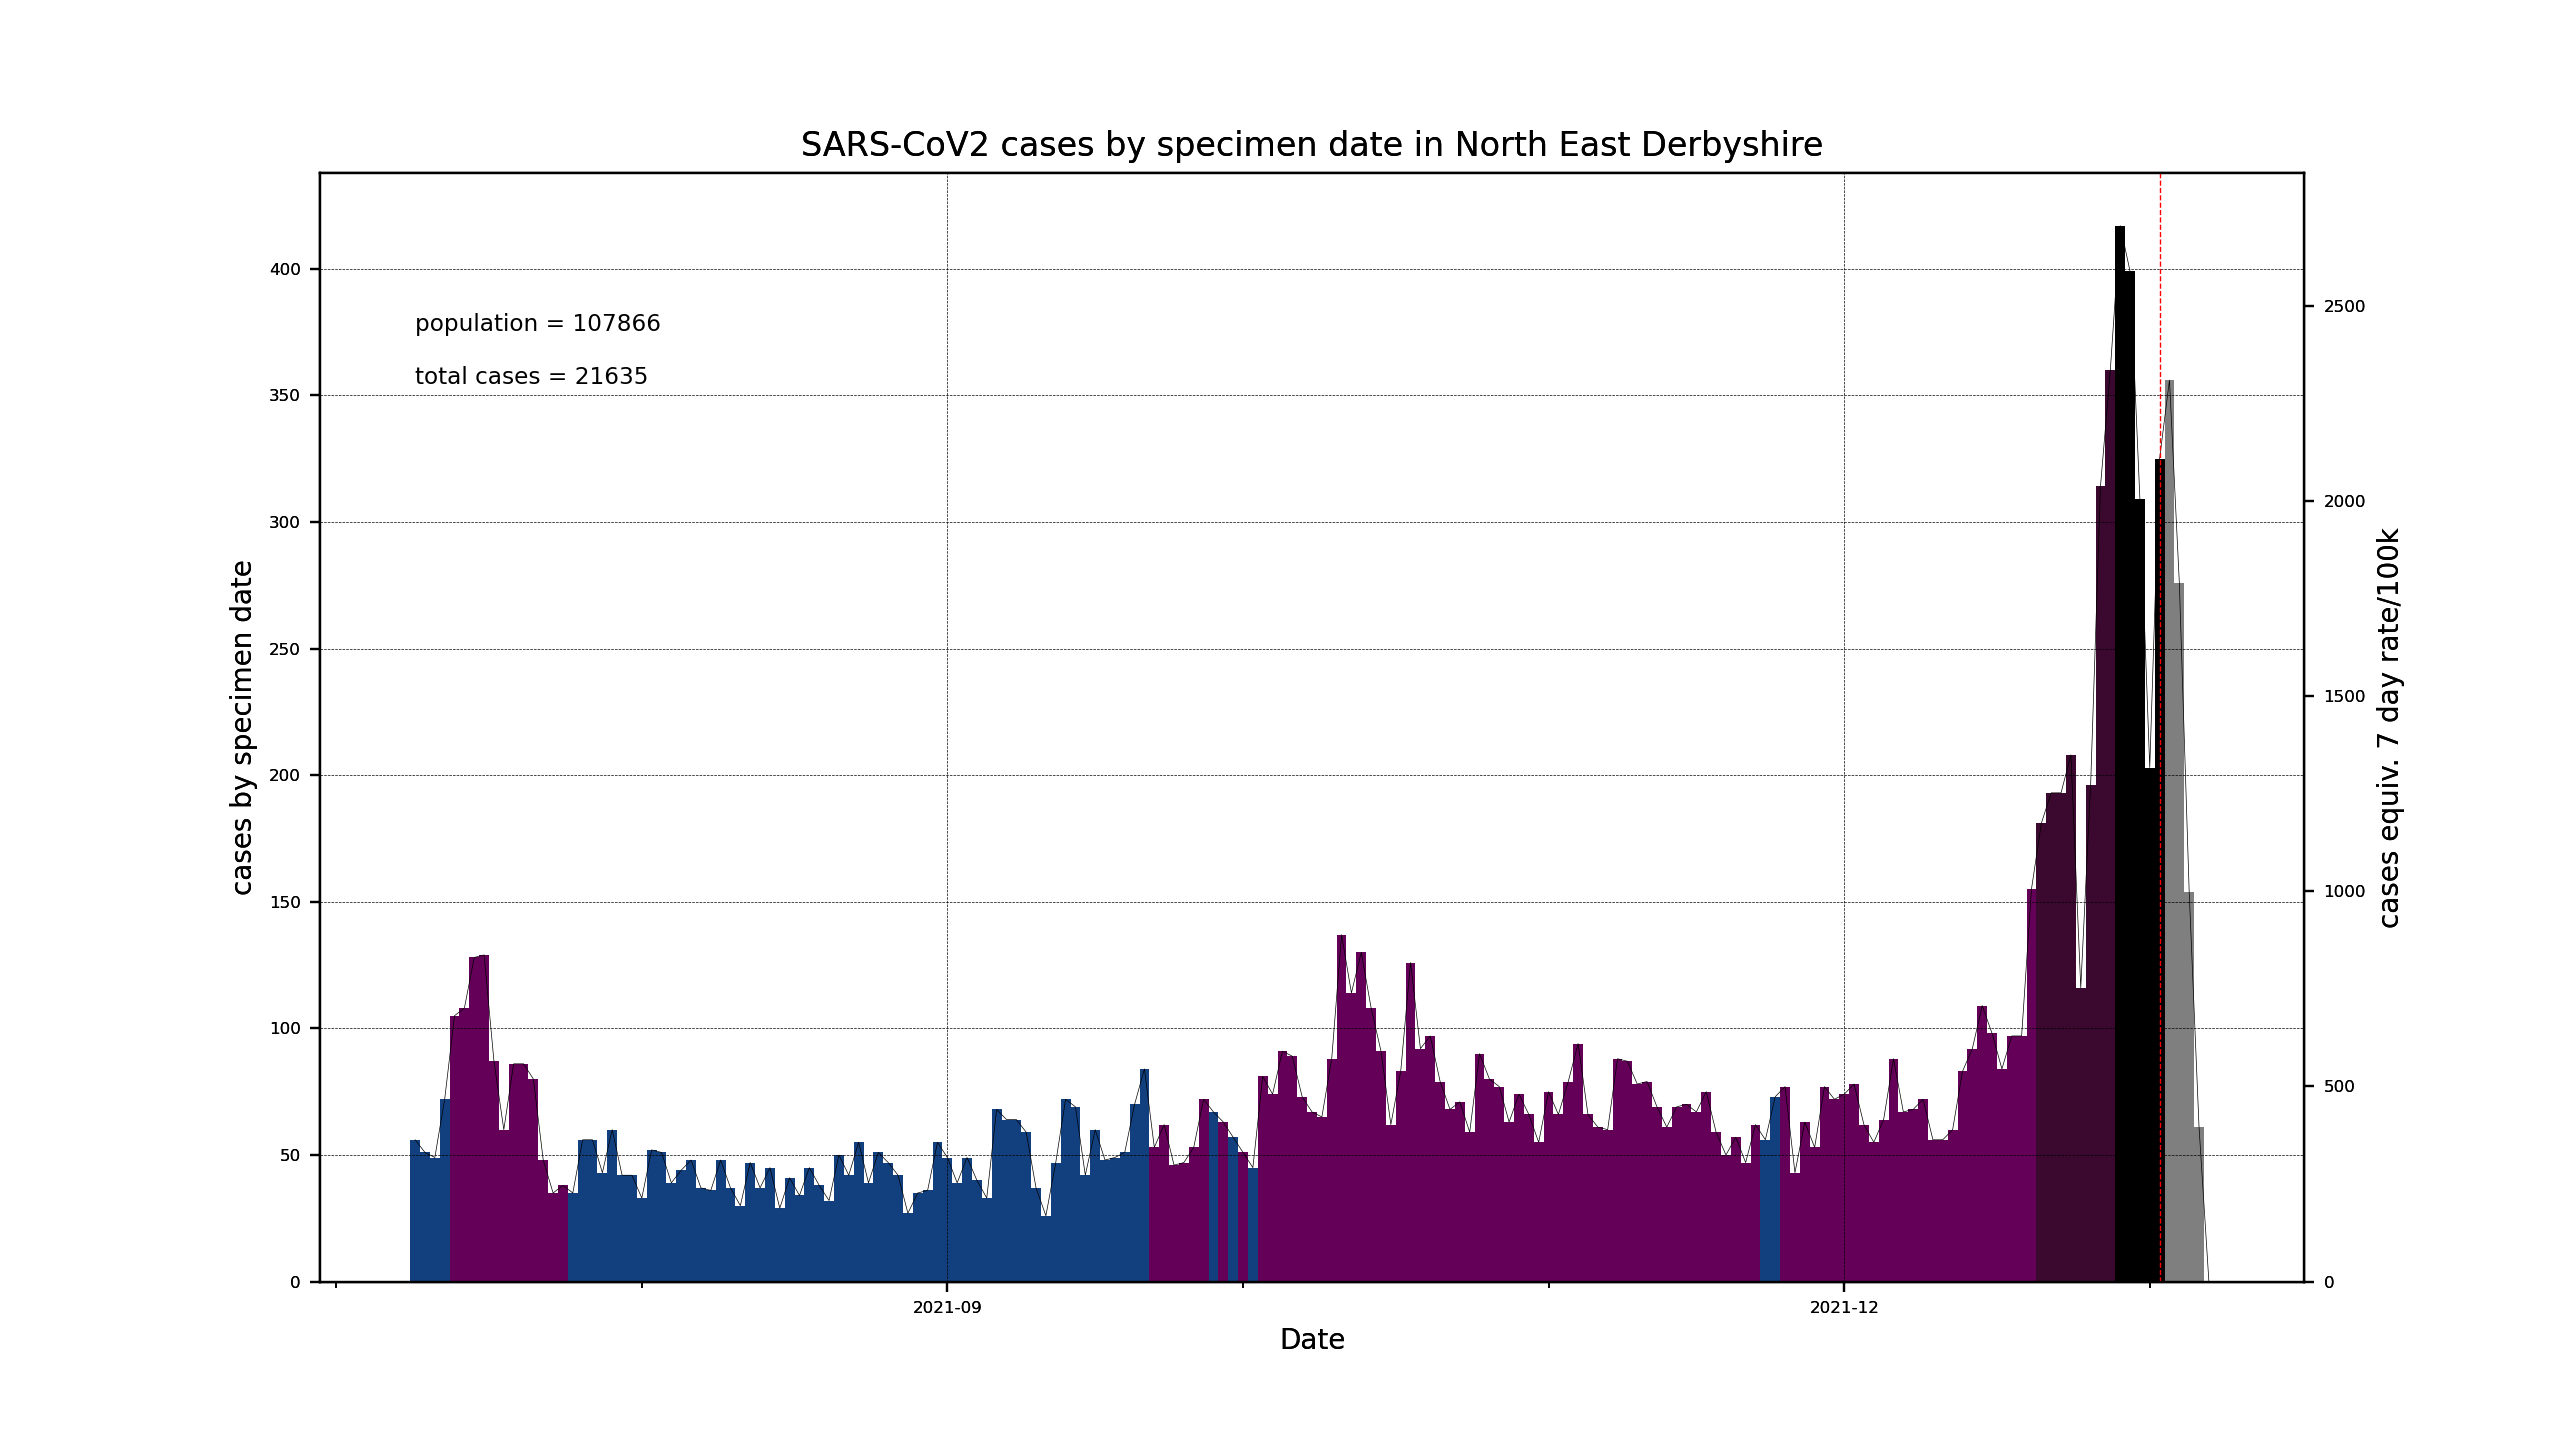 SARS-CoV2 cases by specimen date in North East Derbyshire
population = 107866
total cases = 21635
cases by specimen date
400
350
300
250
200
150
100
50
0
2500
2000
1500
1000
500
0
cases equiv. 7 day rate/100k
2021-09
2021-12
Date